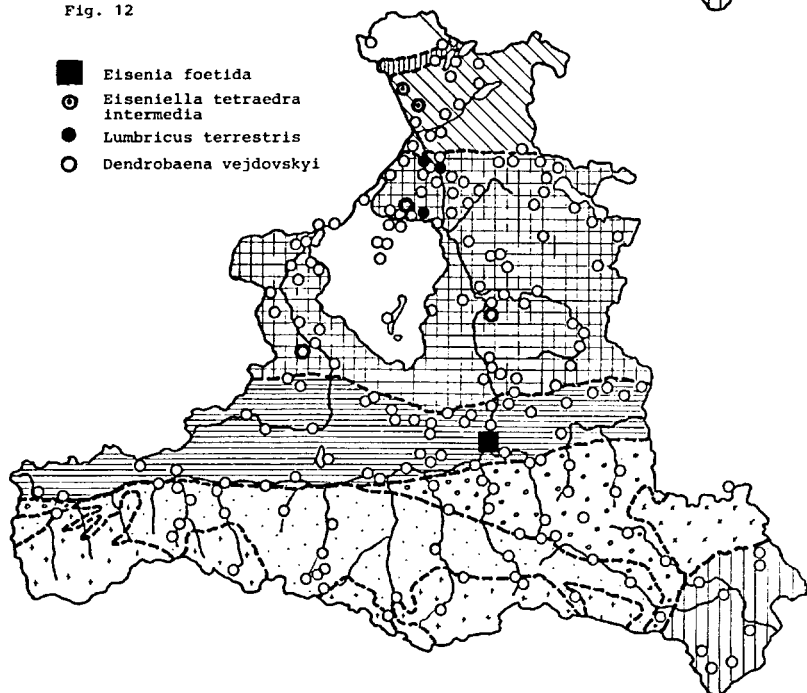 Fig. 12
Eisenia foetida
Eiseniella tetraedra
intermedia
Lumbricus terrestris
Dendrobaena vejdovskyi